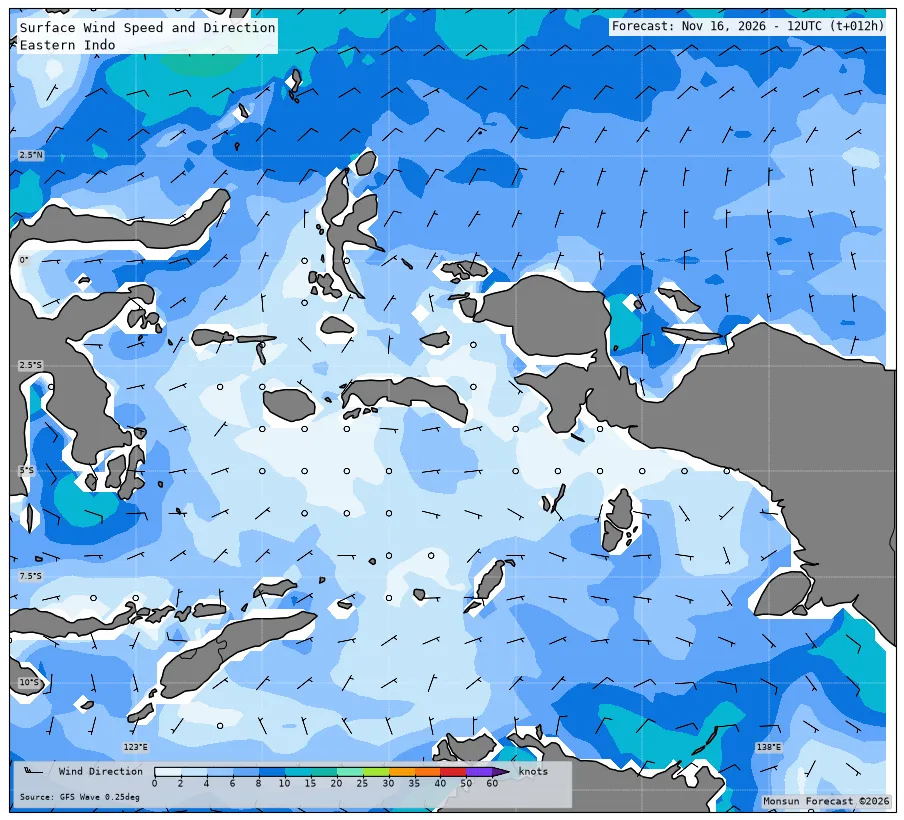 Surface Wind Speed and Direction
Eastern Indo
Forecast: Nov 16, 2026 - 12UTC (t+012h)
2.5°N
0°
2.5°S
5°S
7.5°S
10°S
123°E
138°E
Wind Direction
0 2 4 6 8 10 15 20 25 30 35 40 50 60
knots
Source: GFS Wave 0.25deg
Monsun Forecast ©2026